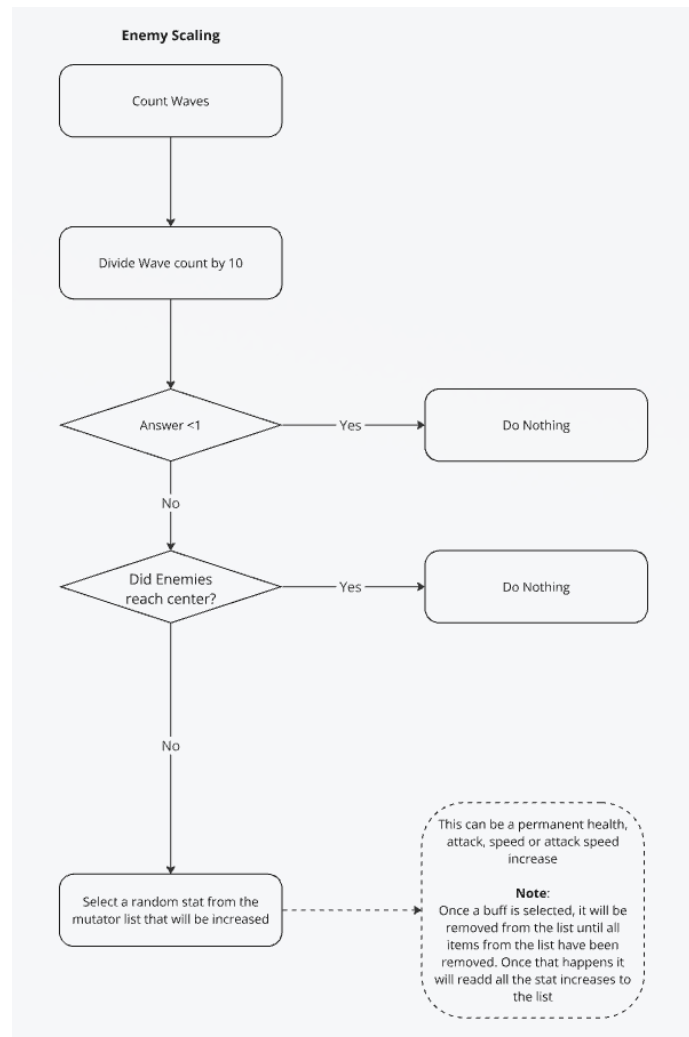 Enemy Scaling
Count Waves
Divide Wave count by 10
Answer <1
Yes
Do Nothing
No
Did Enemies
reach center?
Yes
Do Nothing
No
Select a random stat from the
mutator list that will be increased
This can be a permanent health,
attack, speed or attack speed
increase
Note:
Once a buff is selected, it will be
removed from the list until all
items from the list have been
removed. Once that happens it
will readd all the stat increases to
the list